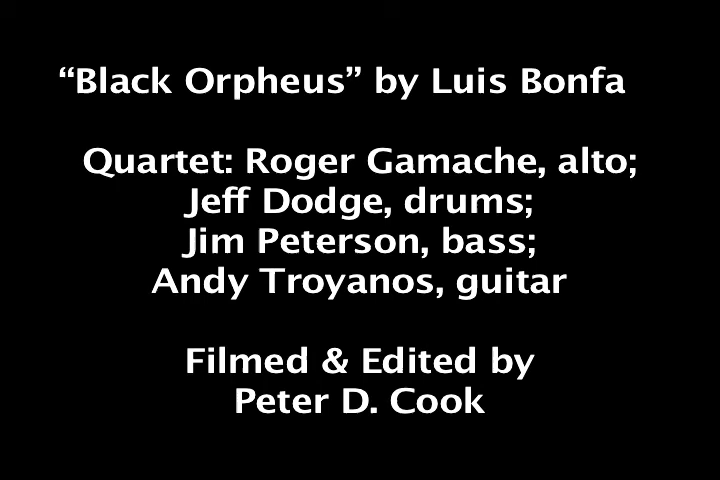 “Black Orpheus” by Luis Bonfa
Quartet: Roger Gamache, alto;
Jeff Dodge, drums;
Jim Peterson, bass;
Andy Troyanos, guitar
Filmed & Edited by
Peter D. Cook